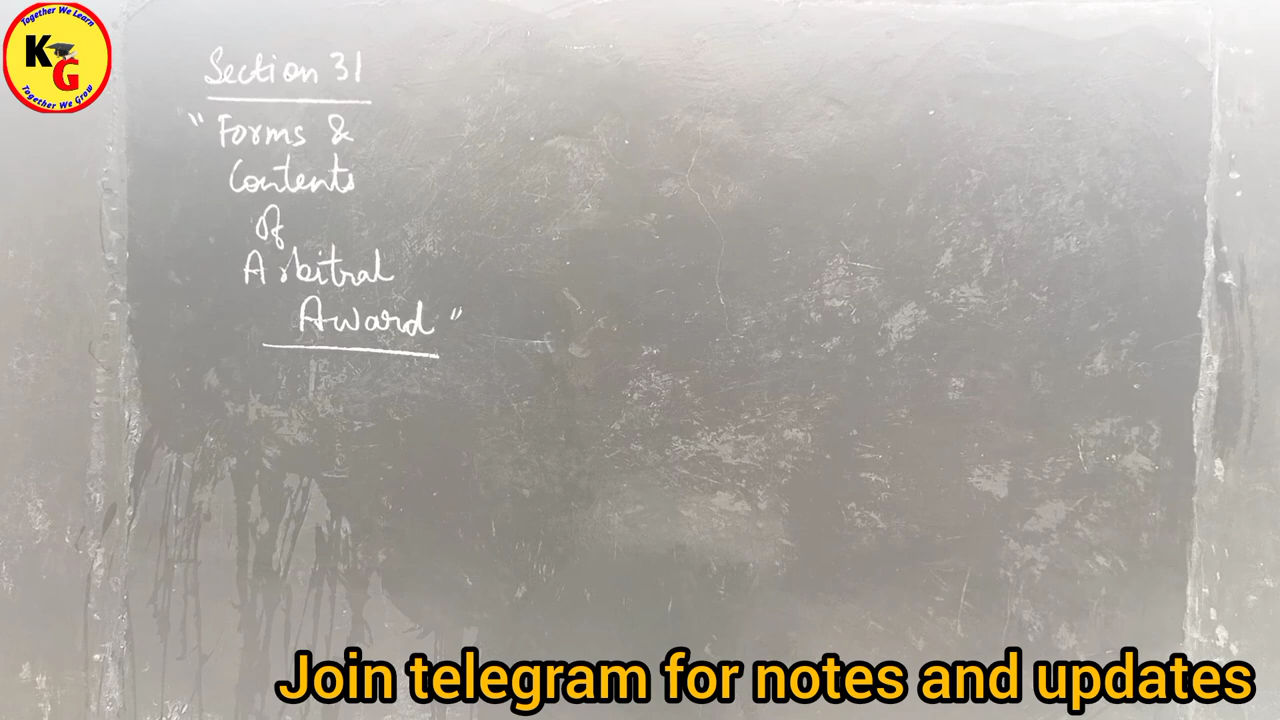 Together We Learn
KG
Together We Grow
Section 31
"Forms &
Contents
of
Arbitral
Award"
Join telegram for notes and updates